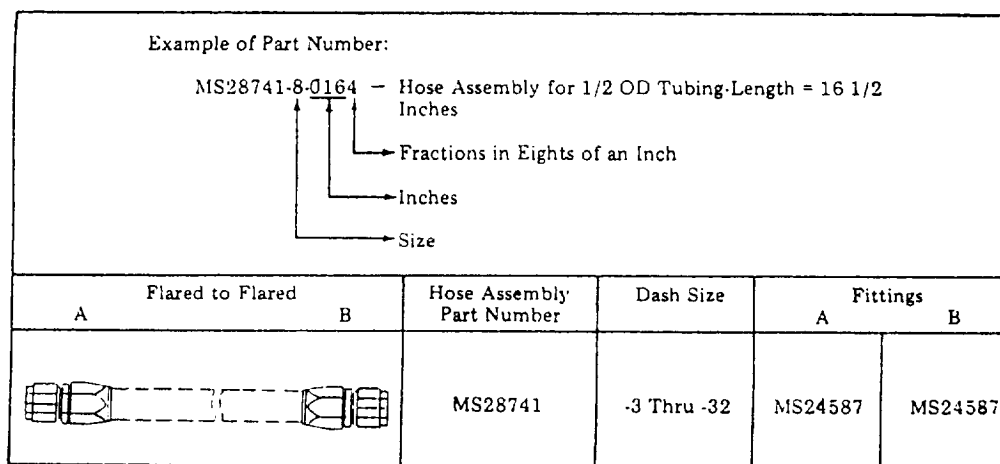 Example of Part Number:
MS28741-8-0164 — Hose Assembly for 1/2 OD Tubing-Length = 16 1/2
Inches
Fractions in Eights of an Inch
Inches
Size
Flared to Flared
A B
Hose Assembly
Part Number
Dash Size
Fittings
A B
MS28741
-3 Thru -32
MS24587
MS24587